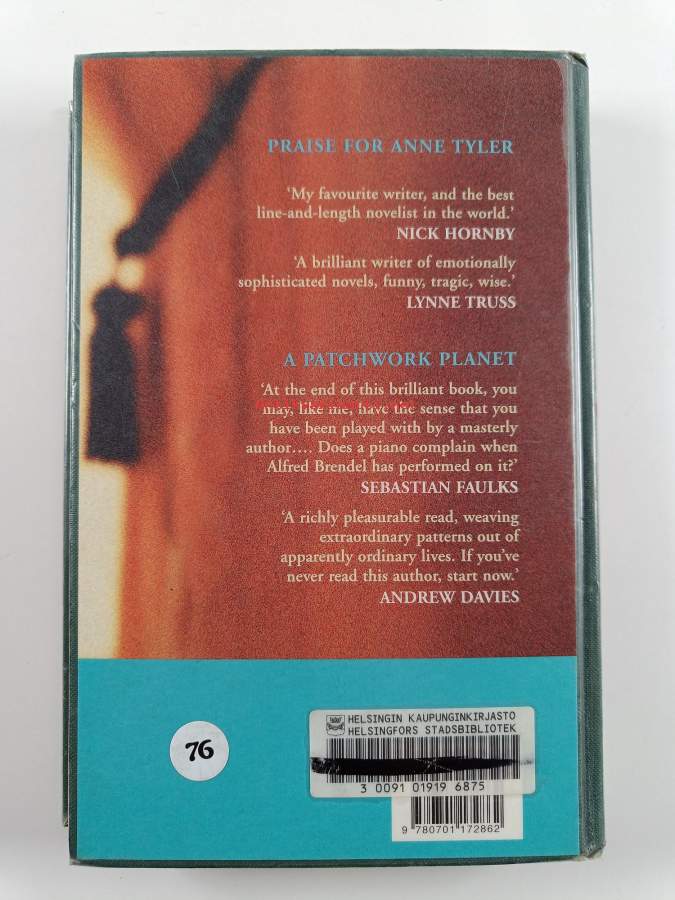 PRAISE FOR ANNE TYLER
'My favourite writer, and the best
line-and-length novelist in the world.'
NICK HORNBY
'A brilliant writer of emotionally
sophisticated novels, funny, tragic, wise.'
LYNNE TRUSS
A PATCHWORK PLANET
'At the end of this brilliant book, you
may, like me, have the sense that you
have been played with by a masterly
author.... Does a piano complain when
Alfred Brendel has performed on it?'
SEBASTIAN FAULKS
'A richly pleasurable read, weaving
extraordinary patterns out of
apparently ordinary lives. If you've
never read this author, start now.'
ANDREW DAVIES
76
HELSINGIN KAUPUNGINKIRJASTO
HELSINGFORS STADSBIBLIOTEK
3 0091 01919 6875
9 780701 172862